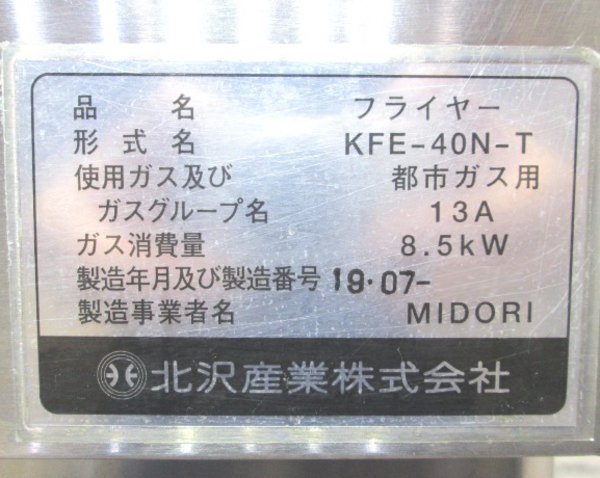 品名 フライヤー
形式名 KFE-40N-T
使用ガス及び 都市ガス用
ガスグループ名 13A
ガス消費量 8.5kW
製造年月及び製造番号 19.07-
製造事業者名 MIDORI
北沢産業株式会社